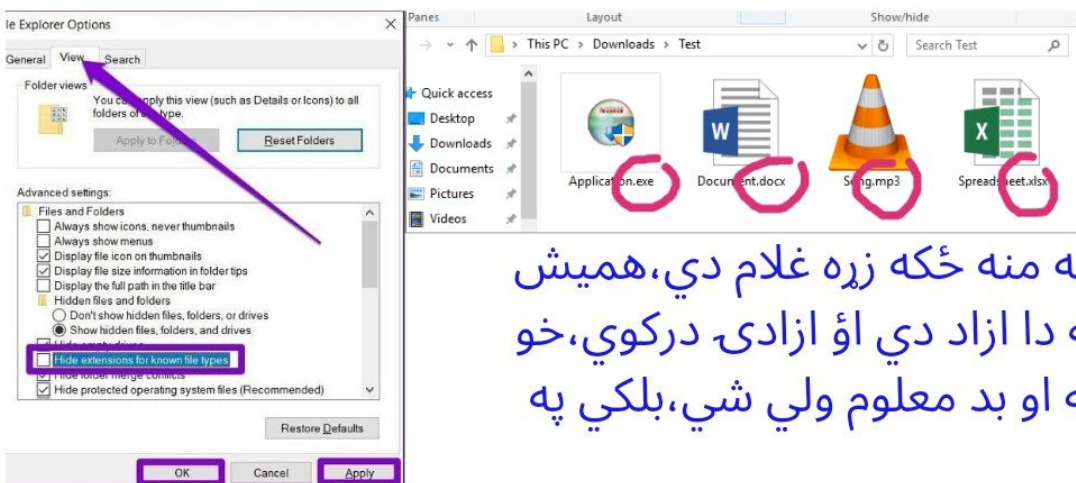 le Explorer Options
General View Search
Folder views
You can apply this view (such as Details or Icons) to all
folders of this type.
Apply to Folders Reset Folders
Advanced settings:
Files and Folders
Always show icons, never thumbnails
Always show menus
Display file icon on thumbnails
Display file size information in folder tips
Display the full path in the title bar
Hidden files and folders
Don't show hidden files, folders, or drives
Show hidden files, folders, and drives
Hide empty drives
Hide extensions for known file types
Hide folder merge conflicts
Hide protected operating system files (Recommended)
Restore Defaults
OK Cancel Apply
Panes Layout Show/hide
This PC > Downloads > Test Search Test
Quick access
Desktop
Downloads
Documents
Pictures
Videos
Application.exe Document.docx Song.mp3 Spreadsheet.xlsx
ه منه ځکه زړه غلام دي،همیش
ه دا ازاد دي اؤ ازادۍ درکوي،خو
ه او بد معلوم ولي شي،بلکي په